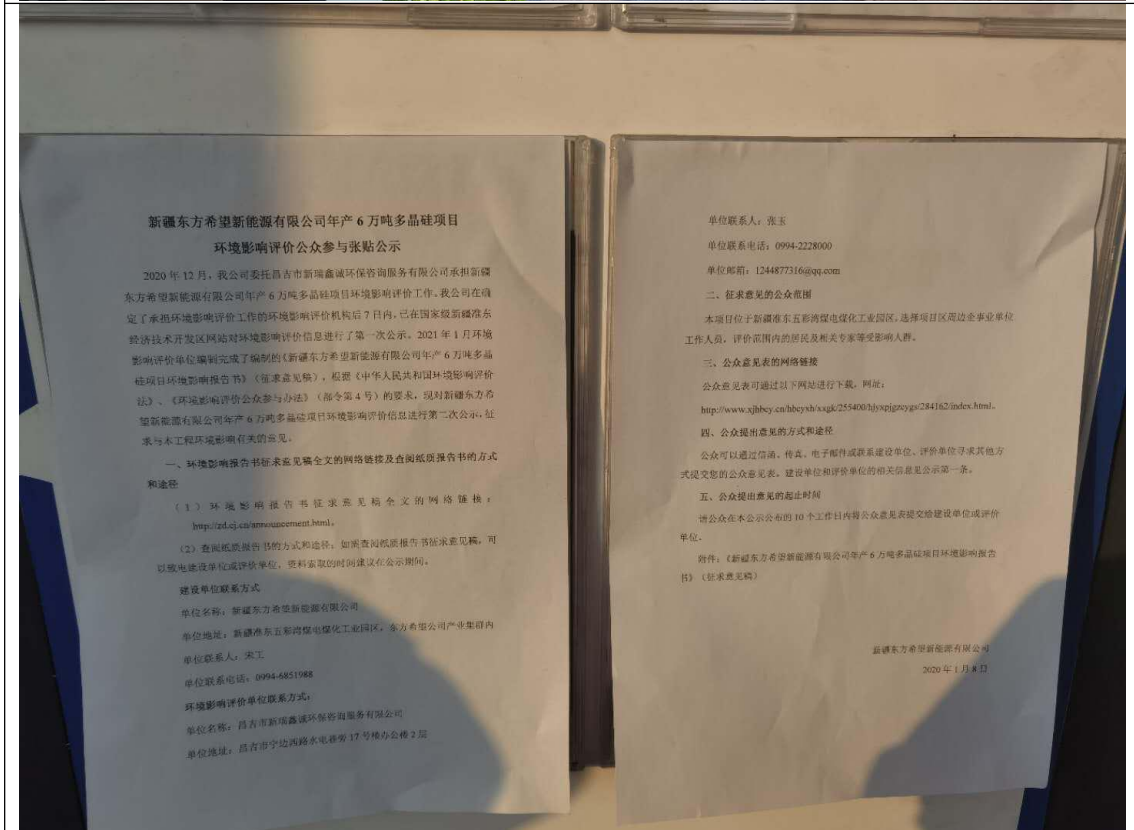 新疆东方希望新能源有限公司年产 6 万吨多晶硅项目
环境影响评价公众参与张贴公示
2020 年 12 月，我公司委托昌吉市新瑞鑫诚环保咨询服务有限公司承担新疆
东方希望新能源有限公司年产 6 万吨多晶硅项目环境影响评价工作。我公司在确
定了承担环境影响评价工作的环境影响评价机构后 7 日内，已在国家级新疆准东
经济技术开发区网站对环境影响评价信息进行了第一次公示。2021 年 1 月环境
影响评价单位编制完成了编制的《新疆东方希望新能源有限公司年产 6 万吨多晶
硅项目环境影响报告书》（征求意见稿），根据《中华人民共和国环境影响评价
法》、《环境影响评价公众参与办法》（部令第 4 号）的要求，现对新疆东方希
望新能源有限公司年产 6 万吨多晶硅项目环境影响评价信息进行第二次公示，征
求与本工程环境影响有关的意见。
一、环境影响报告书征求意见稿全文的网络链接及查阅纸质报告书的方式
和途径
（1）环境影响报告书征求意见稿全文的网络链接：
http://zd.cj.cn/announcement.html。
（2）查阅纸质报告书的方式和途径：如需查阅纸质报告书征求意见稿，可
以致电建设单位或评价单位，资料索取的时间建议在公示期间。
建设单位联系方式
单位名称：新疆东方希望新能源有限公司
单位地址：新疆准东五彩湾煤电煤化工业园区，东方希望公司产业集群内
单位联系人：宋工
单位联系电话：0994-6851988
环境影响评价单位联系方式：
单位名称：昌吉市新瑞鑫诚环保咨询服务有限公司
单位地址：昌吉市宁边西路水电巷旁 17 号楼办公楼 2 层
单位联系人：张玉
单位联系电话：0994-2228000
单位邮箱：1244877316@qq.com
二、征求意见的公众范围
本项目位于新疆准东五彩湾煤电煤化工业园区，选择项目区周边企事业单位
工作人员，评价范围内的居民及相关专家等受影响人群。
三、公众意见表的网络链接
公众意见表可通过以下网站进行下载，网址：
http://www.xjhbcy.cn/hbcyxh/xxgk/255400/hjyxpjgzcygs/284162/index.html。
四、公众提出意见的方式和途径
公众可以通过信函、传真、电子邮件或联系建设单位、评价单位寻求其他方
式提交您的公众意见表。建设单位和评价单位的相关信息见公示第一条。
五、公众提出意见的起止时间
请公众在本公示公布的 10 个工作日内将公众意见表提交给建设单位或评价
单位。
附件：《新疆东方希望新能源有限公司年产 6 万吨多晶硅项目环境影响报告
书》（征求意见稿）
新疆东方希望新能源有限公司
2020 年 1 月 8 日